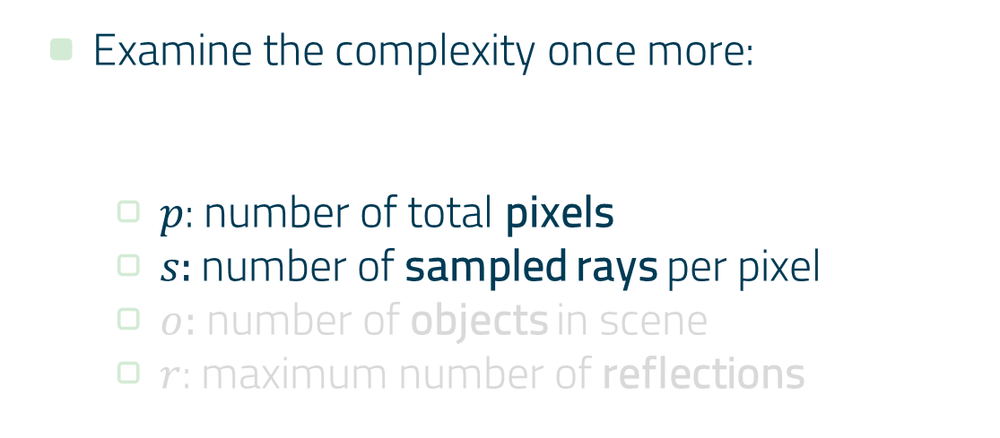 Examine the complexity once more:
p: number of total pixels
s: number of sampled rays per pixel
o: number of objects in scene
r: maximum number of reflections